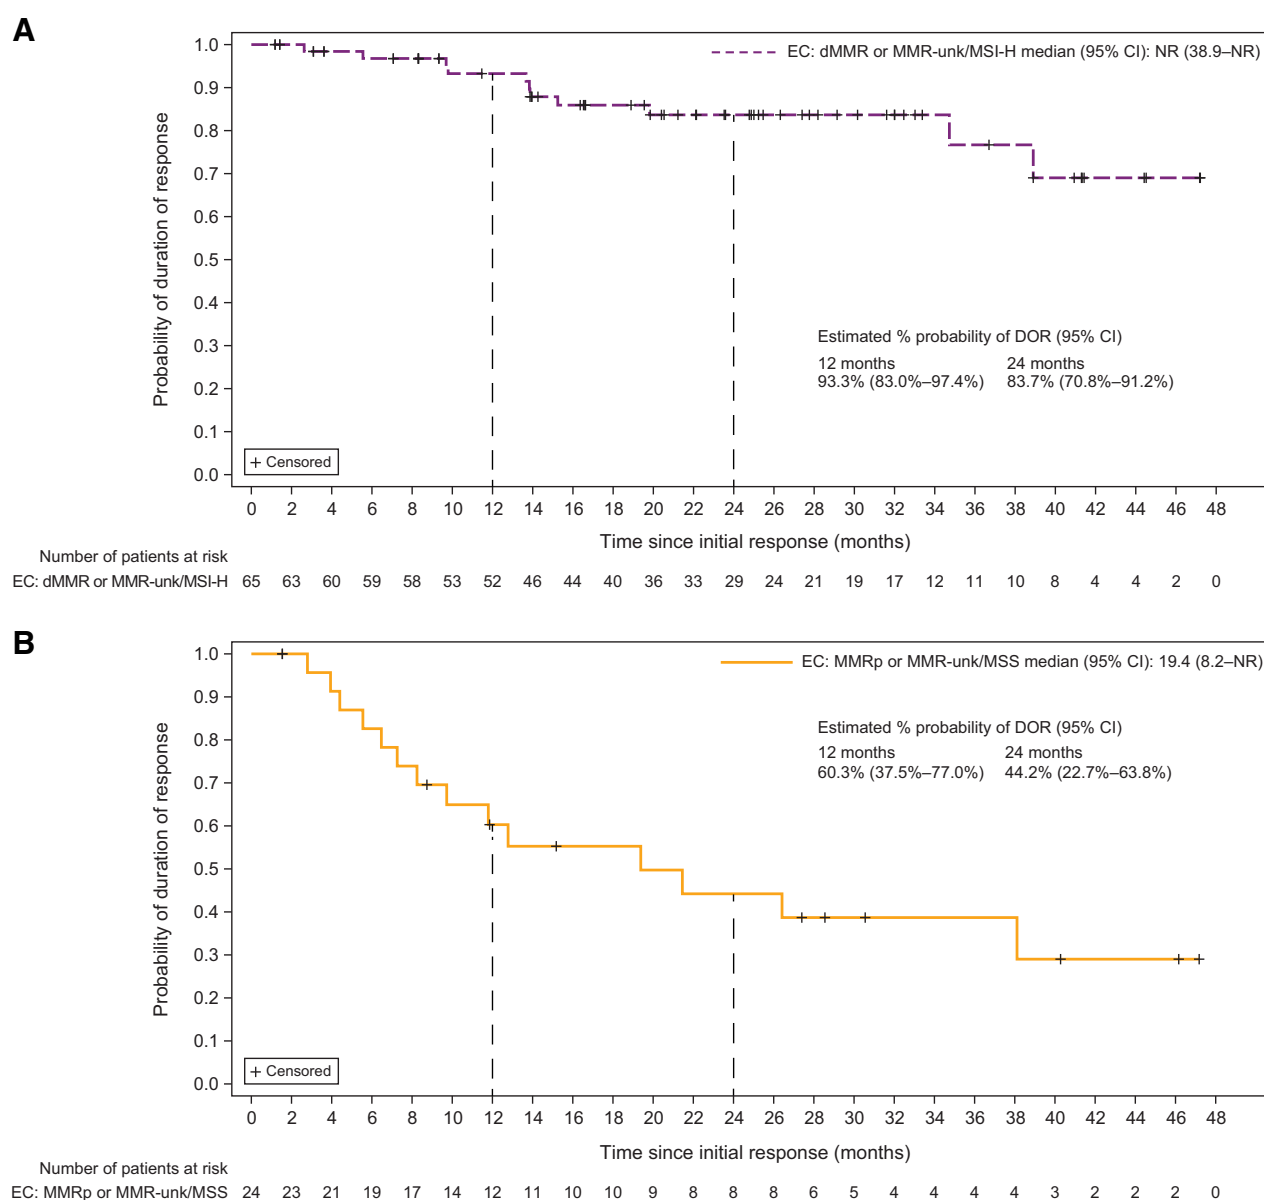 A
1.0
0.9
0.8
0.7
0.6
0.5
0.4
0.3
0.2
0.1
0.0
Probability of duration of response
EC: dMMR or MMR-unk/MSI-H median (95% CI): NR (38.9–NR)
Estimated % probability of DOR (95% CI)
12 months 24 months
93.3% (83.0%–97.4%) 83.7% (70.8%–91.2%)
+ Censored
0 2 4 6 8 10 12 14 16 18 20 22 24 26 28 30 32 34 36 38 40 42 44 46 48
Time since initial response (months)
Number of patients at risk
EC: dMMR or MMR-unk/MSI-H 65 63 60 59 58 53 52 46 44 40 36 33 29 24 21 19 17 12 11 10 8 4 4 2 0
B
1.0
0.9
0.8
0.7
0.6
0.5
0.4
0.3
0.2
0.1
0.0
Probability of duration of response
EC: MMRp or MMR-unk/MSS median (95% CI): 19.4 (8.2–NR)
Estimated % probability of DOR (95% CI)
12 months 24 months
60.3% (37.5%–77.0%) 44.2% (22.7%–63.8%)
+ Censored
0 2 4 6 8 10 12 14 16 18 20 22 24 26 28 30 32 34 36 38 40 42 44 46 48
Time since initial response (months)
Number of patients at risk
EC: MMRp or MMR-unk/MSS 24 23 21 19 17 14 12 11 10 10 9 8 8 8 6 5 4 4 4 4 3 2 2 2 0